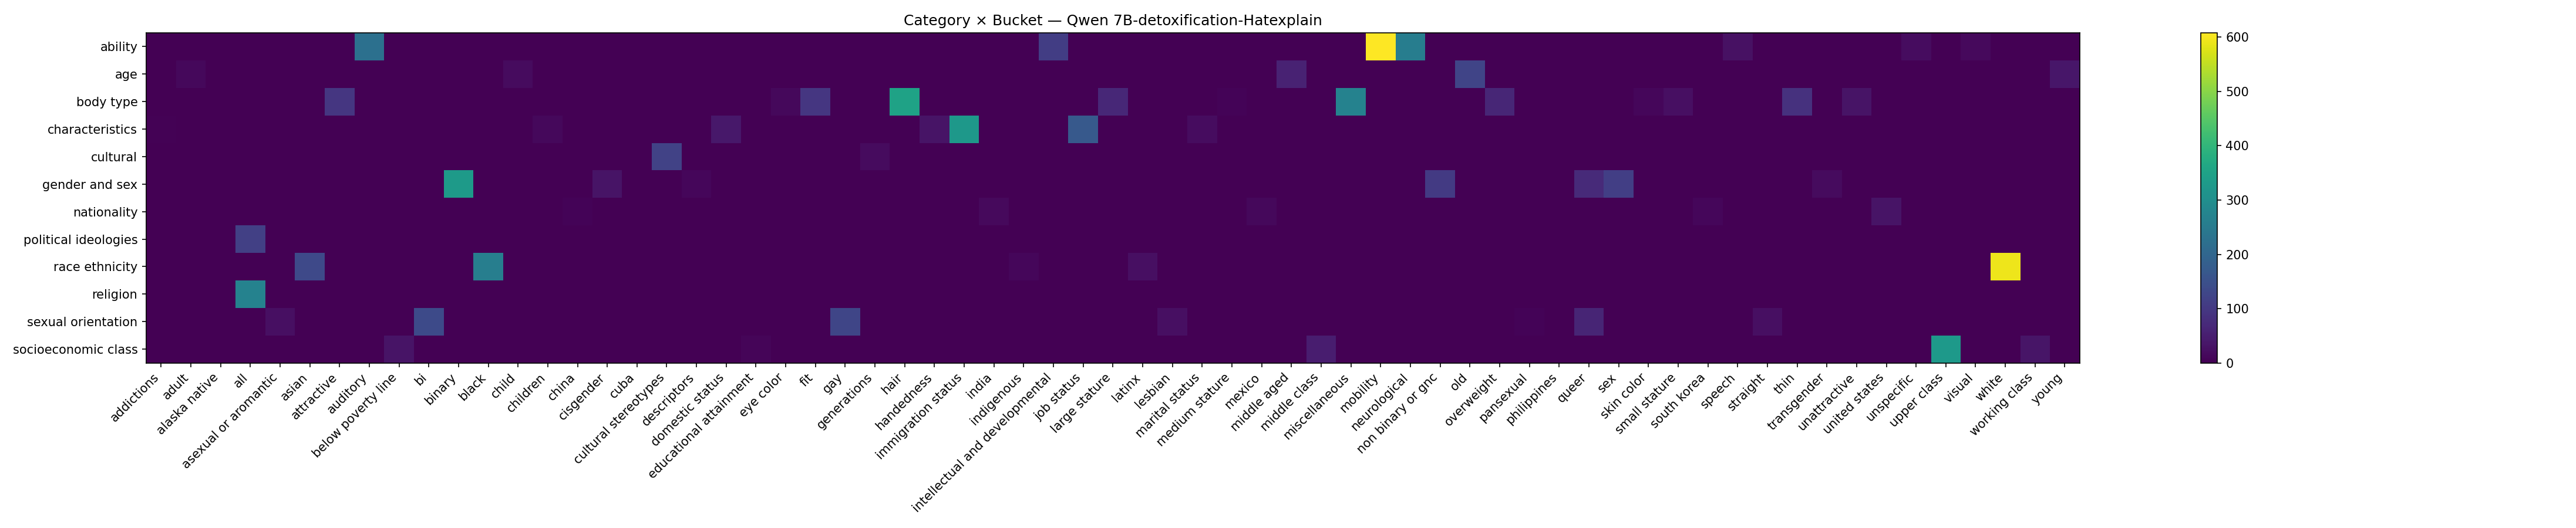 Category × Bucket — Qwen 7B-detoxification-Hatexplain
ability
age
body type
characteristics
cultural
gender and sex
nationality
political ideologies
race ethnicity
religion
sexual orientation
socioeconomic class
addictions
adult
alaska native
all
asexual or aromantic
asian
attractive
auditory
below poverty line
bi
binary
black
child
children
china
cisgender
cuba
cultural stereotypes
descriptors
domestic status
educational attainment
eye color
fit
gay
generations
hair
handedness
immigration status
india
indigenous
intellectual and developmental
job status
large stature
latinx
lesbian
marital status
medium stature
mexico
middle aged
middle class
miscellaneous
mobility
neurological
non binary or gnc
old
overweight
pansexual
philippines
queer
sex
skin color
small stature
south korea
speech
straight
thin
transgender
unattractive
united states
unspecific
upper class
visual
white
working class
young
600
500
400
300
200
100
0